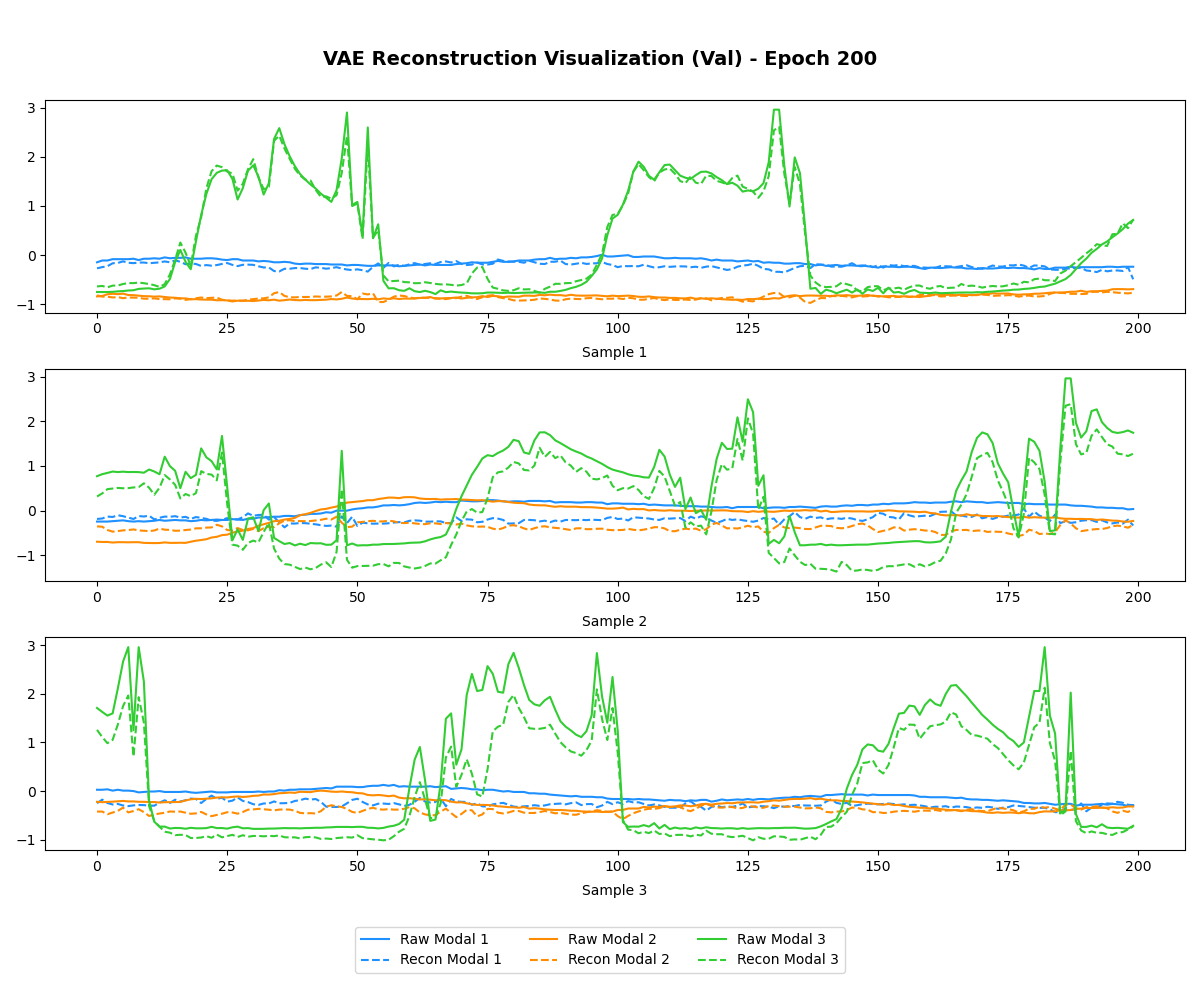 VAE Reconstruction Visualization (Val) - Epoch 200
3
2
1
0
−1
0 25 50 75 100 125 150 175 200
Sample 1
3
2
1
0
−1
0 25 50 75 100 125 150 175 200
Sample 2
3
2
1
0
−1
0 25 50 75 100 125 150 175 200
Sample 3
Raw Modal 1 Raw Modal 2 Raw Modal 3
Recon Modal 1 Recon Modal 2 Recon Modal 3